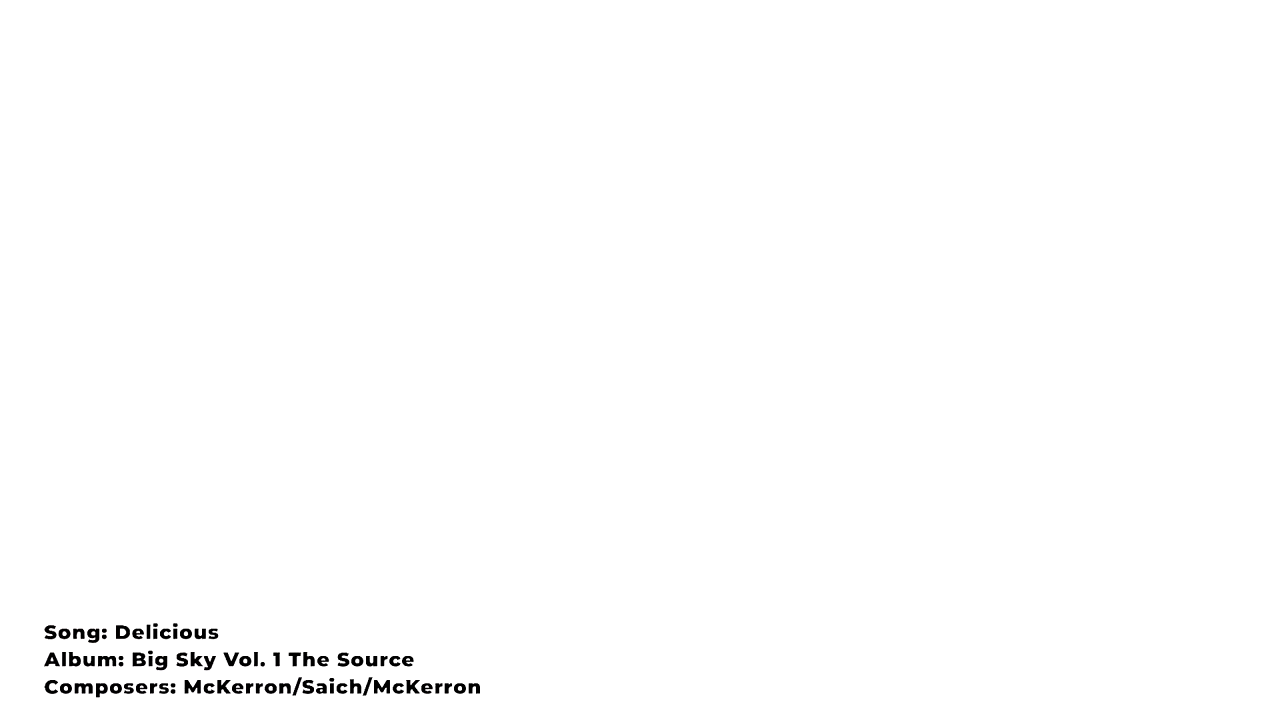 Song: Delicious
Album: Big Sky Vol. 1 The Source
Composers: McKerron/Saich/McKerron